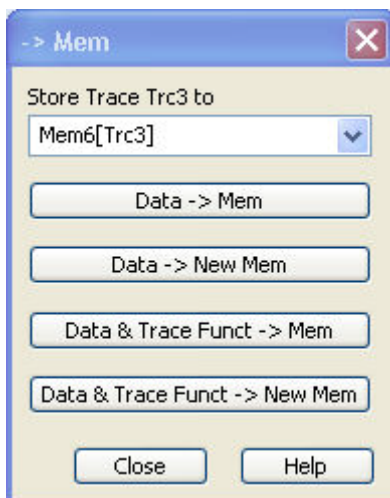 -> Mem
Store Trace Trc3 to
Mem6[Trc3]
Data -> Mem
Data -> New Mem
Data & Trace Funct -> Mem
Data & Trace Funct -> New Mem
Close Help